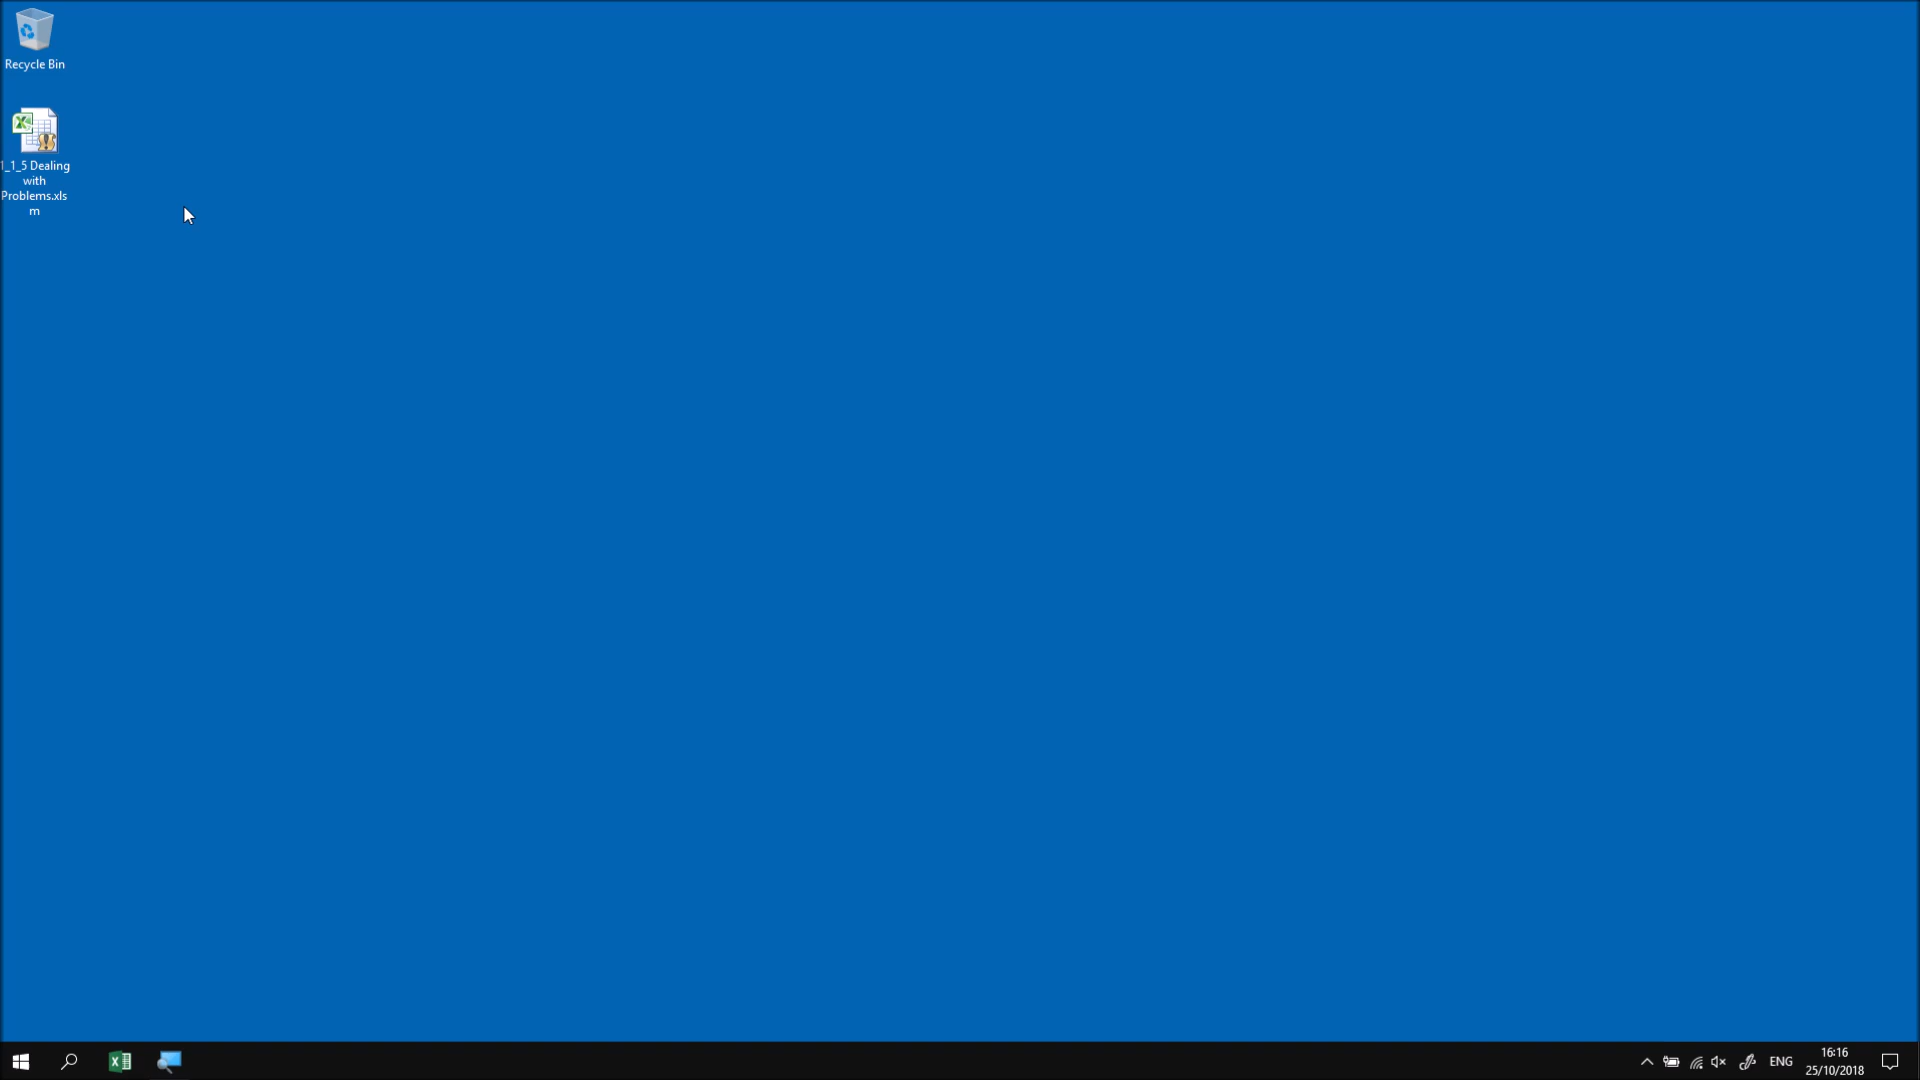 Recycle Bin
1_1_5 Dealing
with
Problems.xls
m
ENG
16:16
25/10/2018